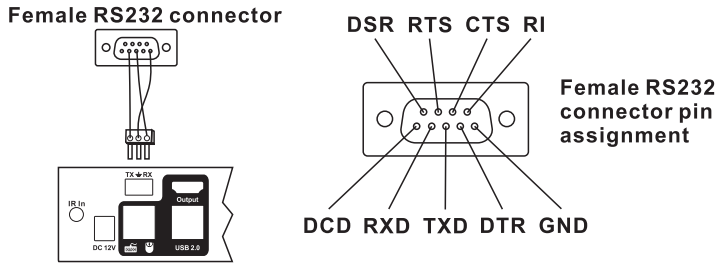 Female RS232 connector
TX RX
IR In
Output
DC 12V
USB 2.0
DSR RTS CTS RI
Female RS232
connector pin
assignment
DCD RXD TXD DTR GND